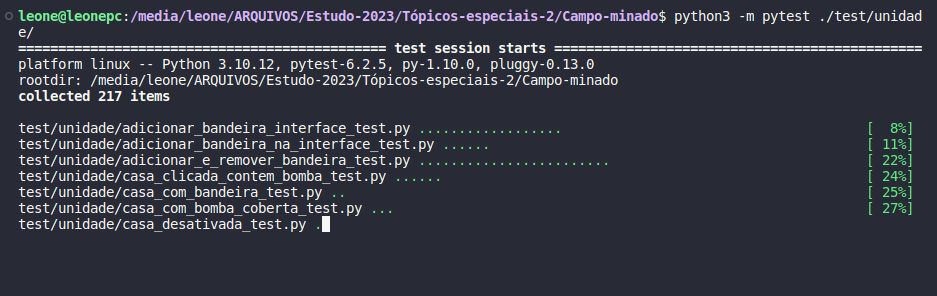 leone@leonepc:/media/leone/ARQUIVOS/Estudo-2023/Tópicos-especiais-2/Campo-minado$ python3 -m pytest ./test/unidad
e/
============================================= test session starts =============================================
platform linux -- Python 3.10.12, pytest-6.2.5, py-1.10.0, pluggy-0.13.0
rootdir: /media/leone/ARQUIVOS/Estudo-2023/Tópicos-especiais-2/Campo-minado
collected 217 items
test/unidade/adicionar_bandeira_interface_test.py .................. [  8%]
test/unidade/adicionar_bandeira_na_interface_test.py ...... [ 11%]
test/unidade/adicionar_e_remover_bandeira_test.py ........................ [ 22%]
test/unidade/casa_clicada_contem_bomba_test.py ...... [ 24%]
test/unidade/casa_com_bandeira_test.py .. [ 25%]
test/unidade/casa_com_bomba_coberta_test.py ... [ 27%]
test/unidade/casa_desativada_test.py .